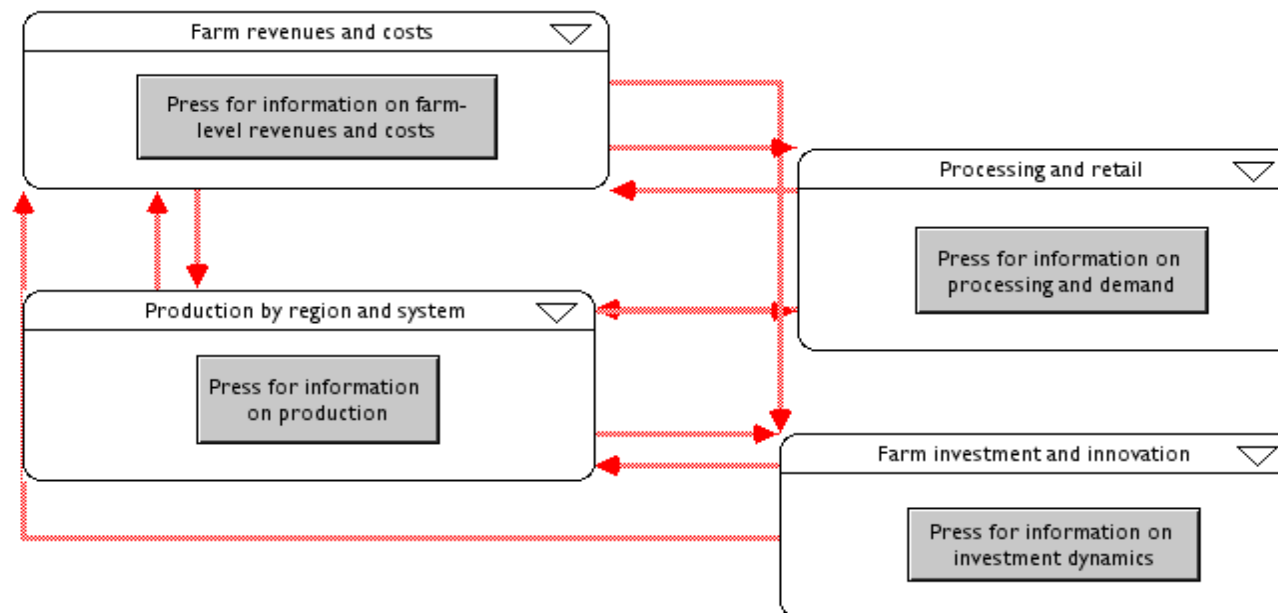 Farm revenues and costs
Press for information on farm-
level revenues and costs
Processing and retail
Press for information on
processing and demand
Production by region and system
Press for information
on production
Farm investment and innovation
Press for information on
investment dynamics